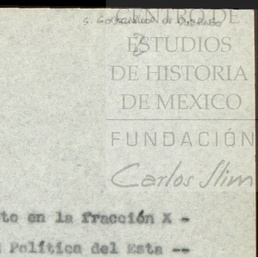 CENTRO DE
ESTUDIOS
DE HISTORIA
DE MEXICO
FUNDACIÓN
Carlos Slim
to en la fracción X -
Política del Esta --